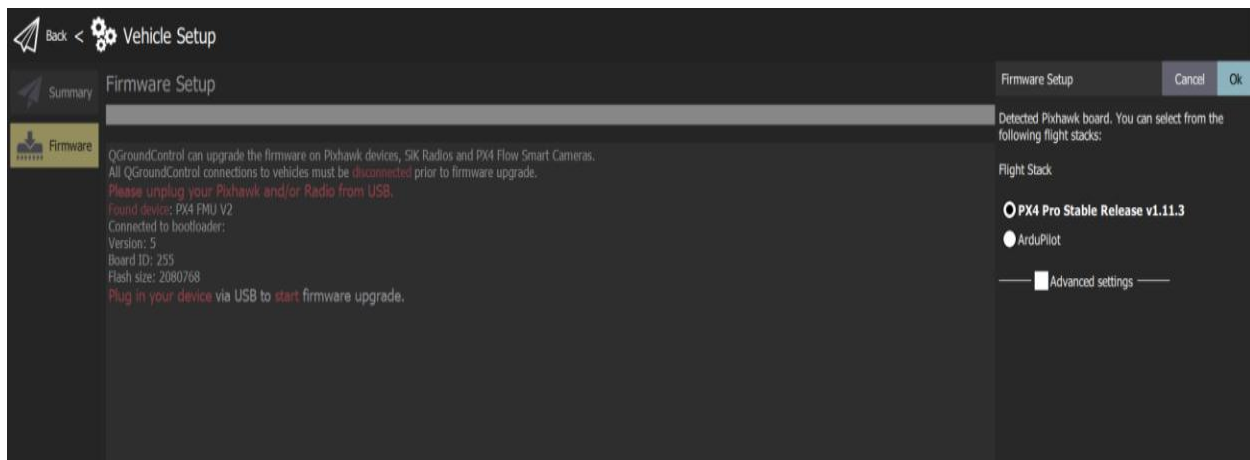 Back < Vehicle Setup
Summary
Firmware
Firmware Setup
QGroundControl can upgrade the firmware on Pixhawk devices, SiK Radios and PX4 Flow Smart Cameras.
All QGroundControl connections to vehicles must be disconnected prior to firmware upgrade.
Please unplug your Pixhawk and/or Radio from USB.
Found device: PX4 FMU V2
Connected to bootloader:
Version: 5
Board ID: 255
Flash size: 2080768
Plug in your device via USB to start firmware upgrade.
Firmware Setup Cancel Ok
Detected Pixhawk board. You can select from the
following flight stacks:
Flight Stack
PX4 Pro Stable Release v1.11.3
ArduPilot
Advanced settings